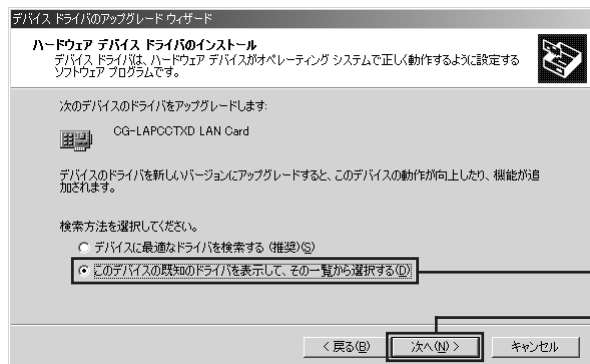 デバイス ドライバのアップグレード ウィザード
ハードウェア デバイス ドライバのインストール
デバイス ドライバは、ハードウェア デバイスがオペレーティング システムで正しく動作するように設定する
ソフトウェア プログラムです。
次のデバイスのドライバをアップグレードします:
CG-LAPCCTXD LAN Card
デバイスのドライバを新しいバージョンにアップグレードすると、このデバイスの動作が向上したり、機能が追
加されます。
検索方法を選択してください。
デバイスに最適なドライバを検索する (推奨)(S)
このデバイスの既知のドライバを表示して、その一覧から選択する(D)
< 戻る(B) 次へ(N) > キャンセル